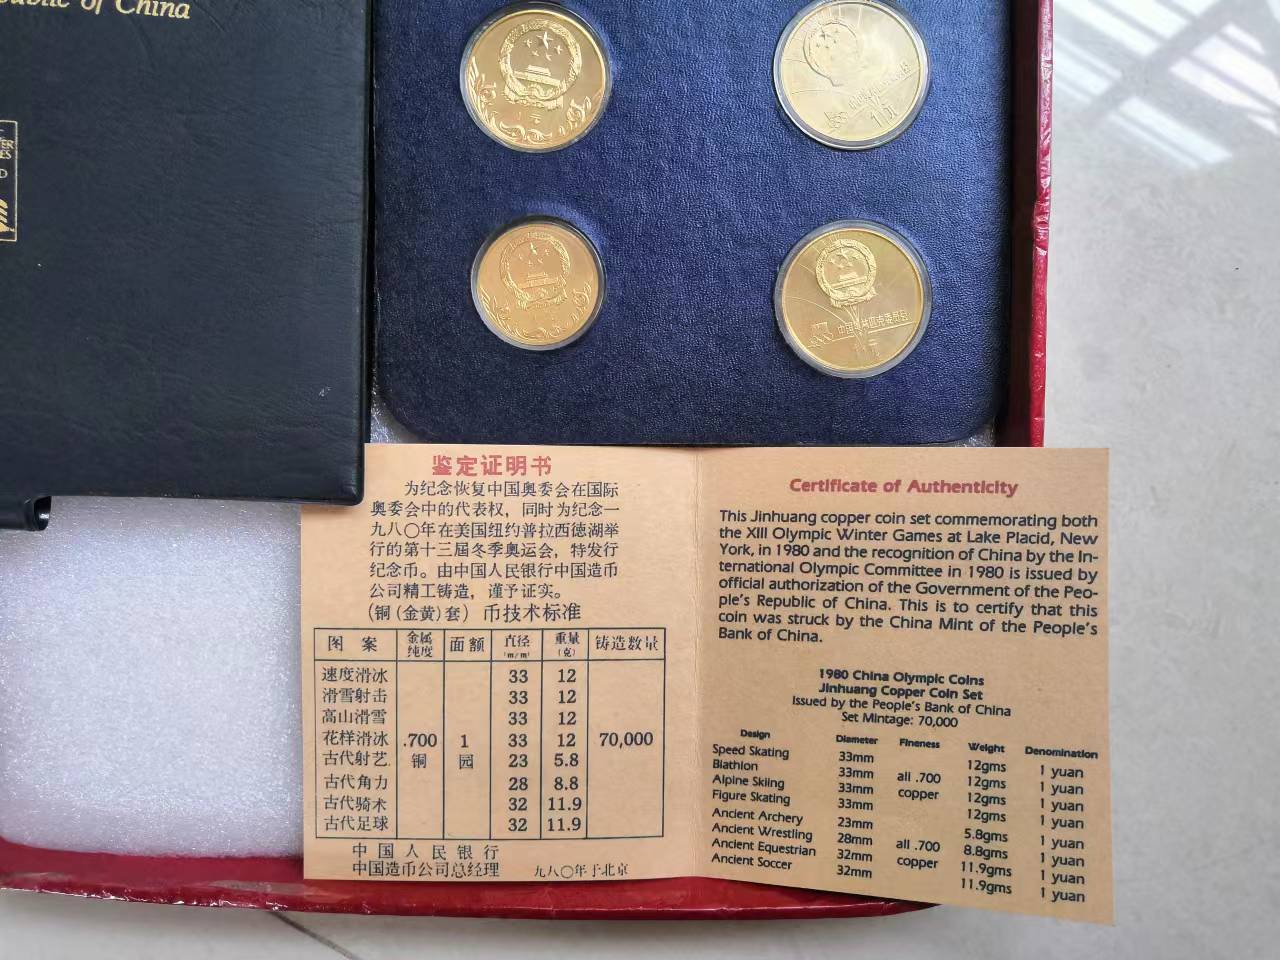 public of China
1元
1元
中国奥林匹克委员会
1元
鉴定证明书
为纪念恢复中国奥委会在国际
奥委会中的代表权，同时为纪念一
九八〇年在美国纽约普拉西德湖举
行的第十三届冬季奥运会，特发行
纪念币。由中国人民银行中国造币
公司精工铸造，谨予证实。
(铜(金黄)套) 币技术标准
图 案 金属纯度 面额 直径(m/m) 重量(克) 铸造数量
速度滑冰 33 12
滑雪射击 33 12
高山滑雪 33 12
花样滑冰 .700 1 33 12 70,000
古代射艺 铜 园 23 5.8
古代角力 28 8.8
古代骑术 32 11.9
古代足球 32 11.9
中国人民银行
中国造币公司总经理 九八〇年于北京
Certificate of Authenticity
This Jinhuang copper coin set commemorating both
the XIII Olympic Winter Games at Lake Placid, New
York, in 1980 and the recognition of China by the In-
ternational Olympic Committee in 1980 is issued by
official authorization of the Government of the Peo-
ple's Republic of China. This is to certify that this
coin was struck by the China Mint of the People's
Bank of China.
1980 China Olympic Coins
Jinhuang Copper Coin Set
Issued by the People's Bank of China
Set Mintage: 70,000
Design Diameter Fineness Weight Denomination
Speed Skating 33mm 12gms 1 yuan
Biathlon 33mm all .700 12gms 1 yuan
Alpine Skiing 33mm copper 12gms 1 yuan
Figure Skating 33mm 12gms 1 yuan
Ancient Archery 23mm 5.8gms 1 yuan
Ancient Wrestling 28mm all .700 8.8gms 1 yuan
Ancient Equestrian 32mm copper 11.9gms 1 yuan
Ancient Soccer 32mm 11.9gms 1 yuan